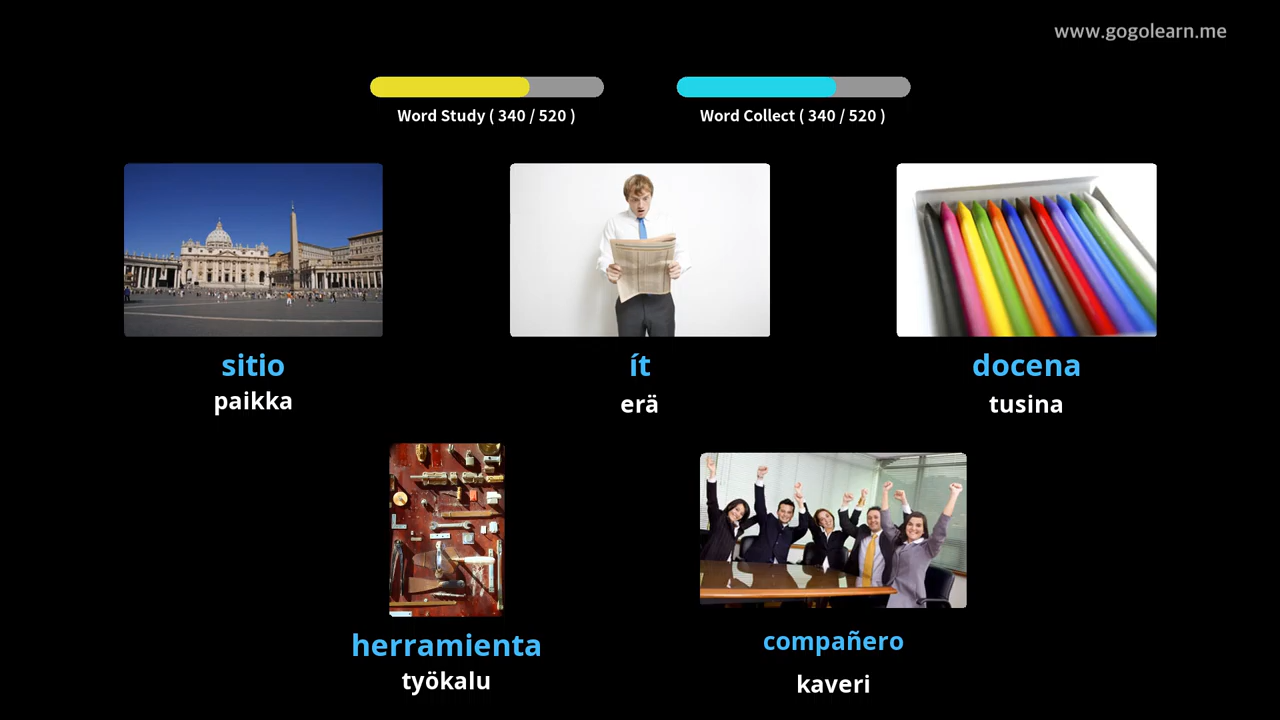 www.gogolearn.me
Word Study ( 340 / 520 )
Word Collect ( 340 / 520 )
sitio
paikka
ít
erä
docena
tusina
herramienta
työkalu
compañero
kaveri